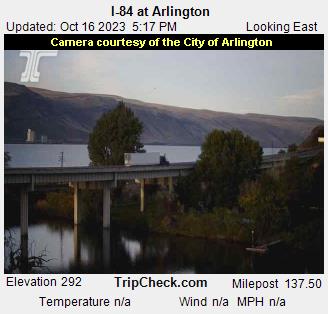 I-84 at Arlington
Updated: Oct 16 2023 5:17 PM Looking East
Camera courtesy of the City of Arlington
Elevation 292 TripCheck.com Milepost 137.50
Temperature n/a Wind n/a MPH n/a